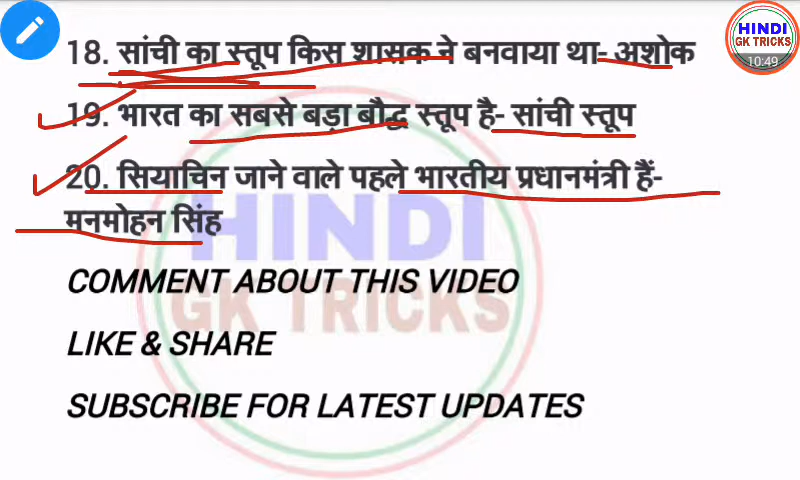 HINDI
GK TRICKS
10:49
18. सांची का स्तूप किस शासक ने बनवाया था- अशोक
19. भारत का सबसे बड़ा बौद्ध स्तूप है- सांची स्तूप
20. सियाचिन जाने वाले पहले भारतीय प्रधानमंत्री हैं-
मनमोहन सिंह
HINDI
GK TRICKS
COMMENT ABOUT THIS VIDEO
LIKE & SHARE
SUBSCRIBE FOR LATEST UPDATES